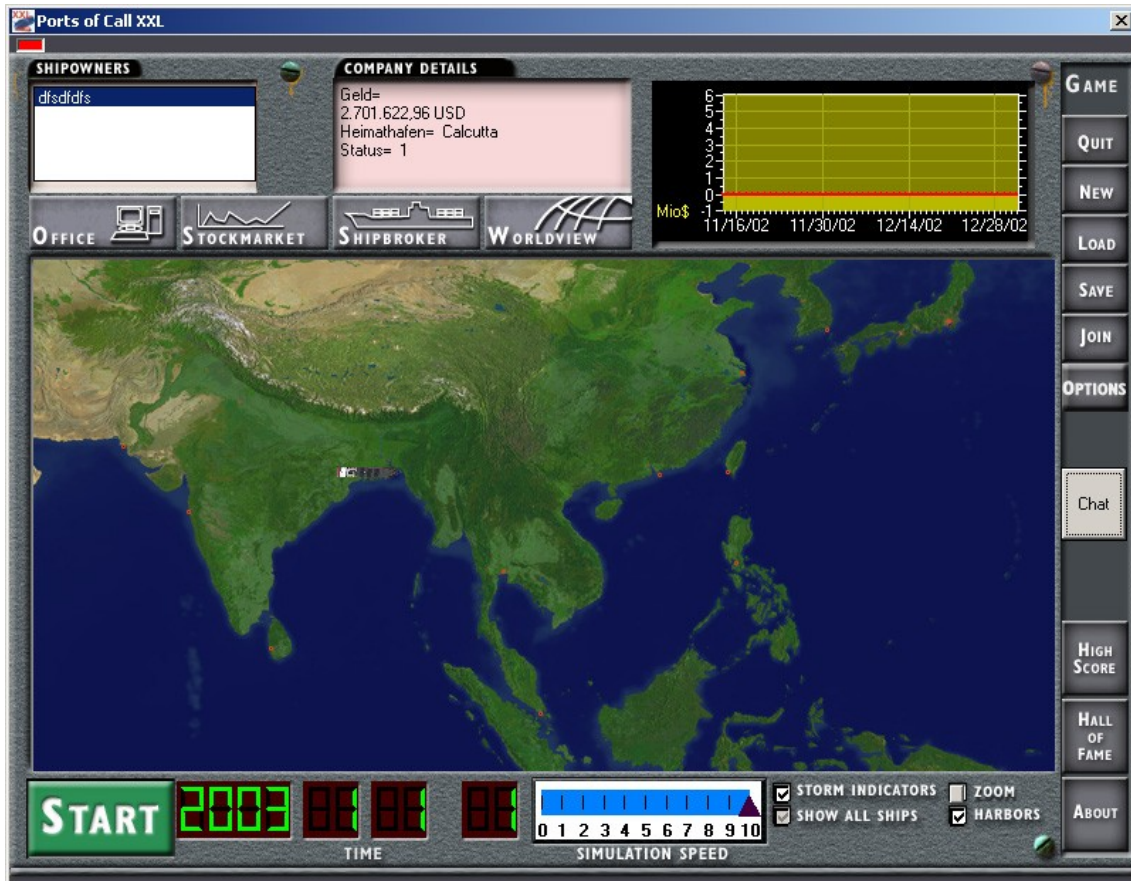 Ports of Call XXL
SHIPOWNERS
dfsdfdfs
COMPANY DETAILS
Geld=
2.701.622,96 USD
Heimathafen= Calcutta
Status= 1
6
5
4
3
2
1
0
-1
Mio$
11/16/02 11/30/02 12/14/02 12/28/02
OFFICE
STOCKMARKET
SHIPBROKER
WORLDVIEW
GAME
QUIT
NEW
LOAD
SAVE
JOIN
OPTIONS
Chat
HIGH
SCORE
HALL
OF
FAME
ABOUT
START
2003 1 1 1
TIME
0 1 2 3 4 5 6 7 8 9 10
SIMULATION SPEED
STORM INDICATORS
SHOW ALL SHIPS
ZOOM
HARBORS